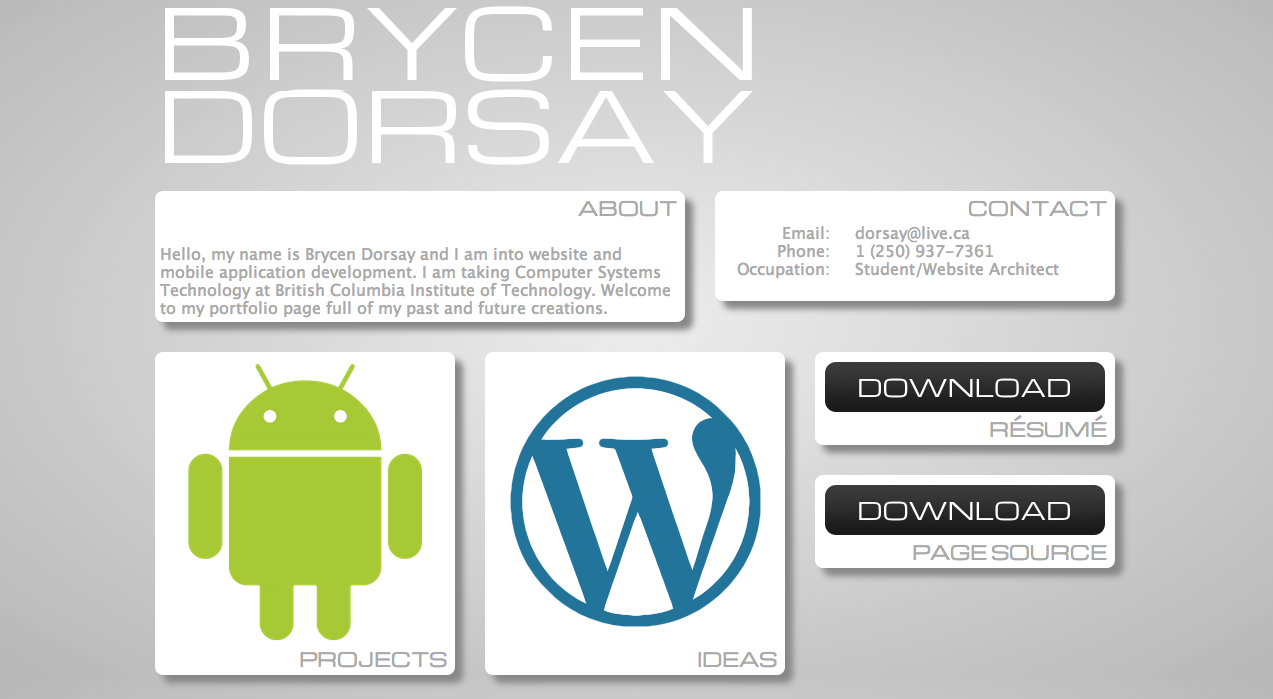 BRYCEN
DORSAY
ABOUT
Hello, my name is Brycen Dorsay and I am into website and
mobile application development. I am taking Computer Systems
Technology at British Columbia Institute of Technology. Welcome
to my portfolio page full of my past and future creations.
CONTACT
Email: dorsay@live.ca
Phone: 1 (250) 937-7361
Occupation: Student/Website Architect
PROJECTS
W
IDEAS
DOWNLOAD
RÉSUMÉ
DOWNLOAD
PAGE SOURCE